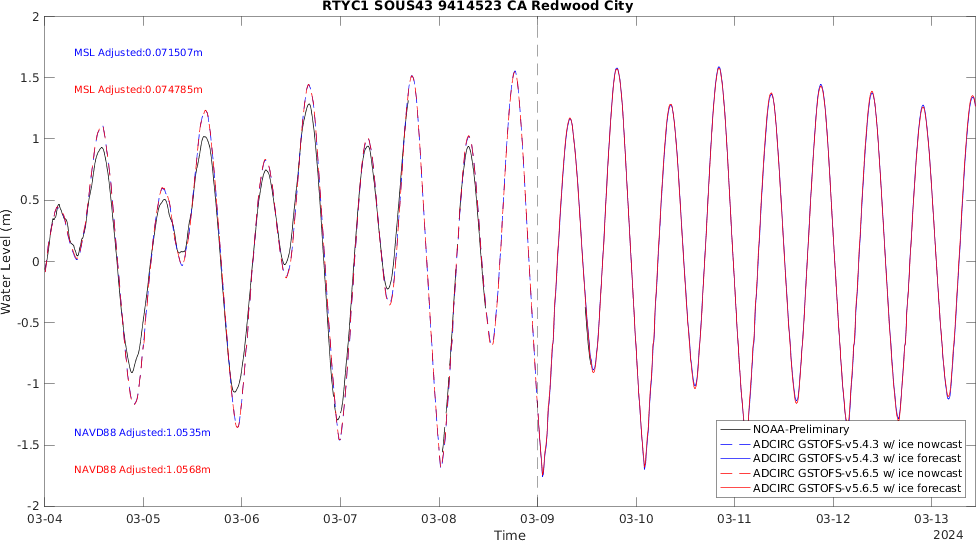 RTYC1 SOUS43 9414523 CA Redwood City
2
1.5
1
0.5
0
-0.5
-1
-1.5
-2
Water Level (m)
MSL Adjusted:0.071507m
MSL Adjusted:0.074785m
NAVD88 Adjusted:1.0535m
NAVD88 Adjusted:1.0568m
NOAA-Preliminary
ADCIRC GSTOFS-v5.4.3 w/ ice nowcast
ADCIRC GSTOFS-v5.4.3 w/ ice forecast
ADCIRC GSTOFS-v5.6.5 w/ ice nowcast
ADCIRC GSTOFS-v5.6.5 w/ ice forecast
03-04 03-05 03-06 03-07 03-08 03-09 03-10 03-11 03-12 03-13
Time
2024